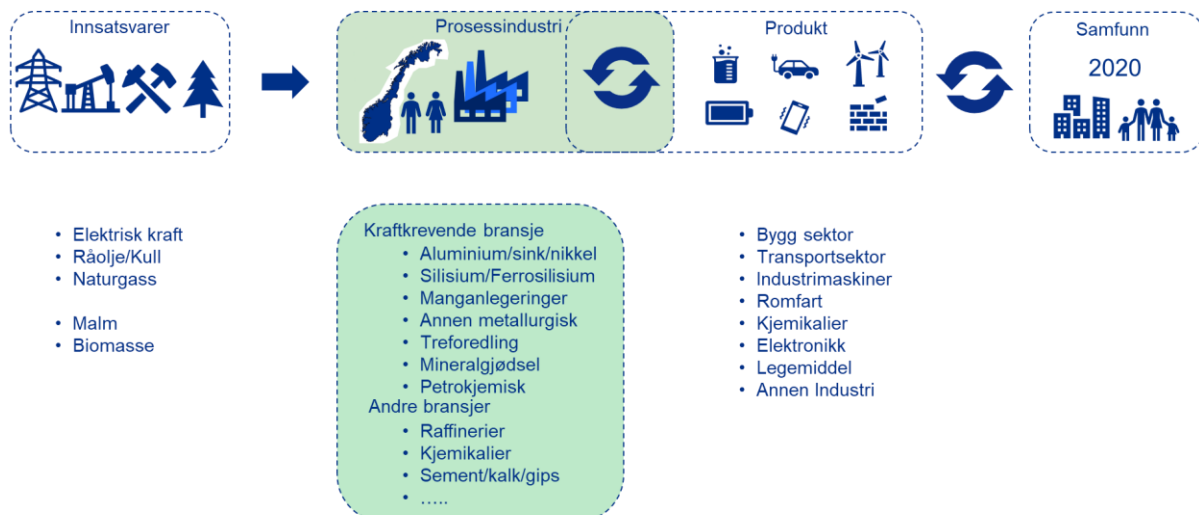 Innsatsvarer
Prosessindustri
Produkt
Samfunn
2020
• Elektrisk kraft
• Råolje/Kull
• Naturgass
• Malm
• Biomasse
Kraftkrevende bransje
• Aluminium/sink/nikkel
• Silisium/Ferrosilisium
• Manganlegeringer
• Annen metallurgisk
• Treforedling
• Mineralgjødsel
• Petrokjemisk
Andre bransjer
• Raffinerier
• Kjemikalier
• Sement/kalk/gips
• …..
• Bygg sektor
• Transportsektor
• Industrimaskiner
• Romfart
• Kjemikalier
• Elektronikk
• Legemiddel
• Annen Industri